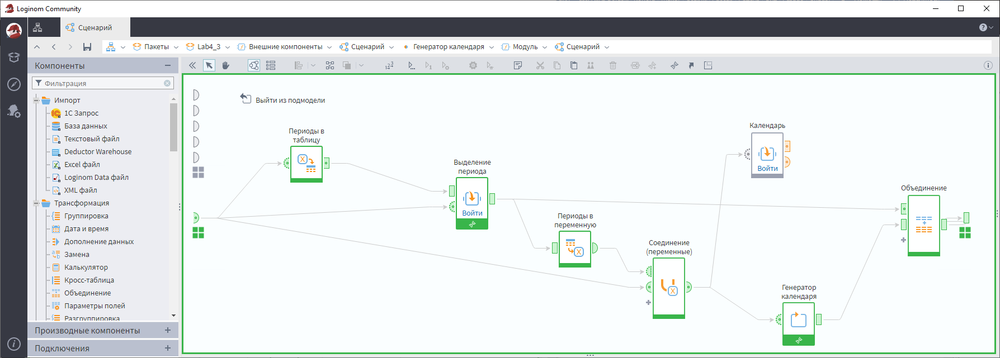 Loginom Community
Сценарий
Пакеты
Lab4_3
Внешние компоненты
Сценарий
Генератор календаря
Модуль
Сценарий
Компоненты
Фильтрация
Импорт
1С Запрос
База данных
Текстовый файл
Deductor Warehouse
Excel файл
Loginom Data файл
XML файл
Трансформация
Группировка
Дата и время
Дополнение данных
Замена
Калькулятор
Кросс-таблица
Объединение
Параметры полей
Разгруппировка
Производные компоненты
Подключения
Выйти из подмодели
Периоды в
таблицу
Выделение
периода
Войти
Периоды в
переменную
Соединение
(переменные)
Календарь
Войти
Генератор
календаря
Объединение